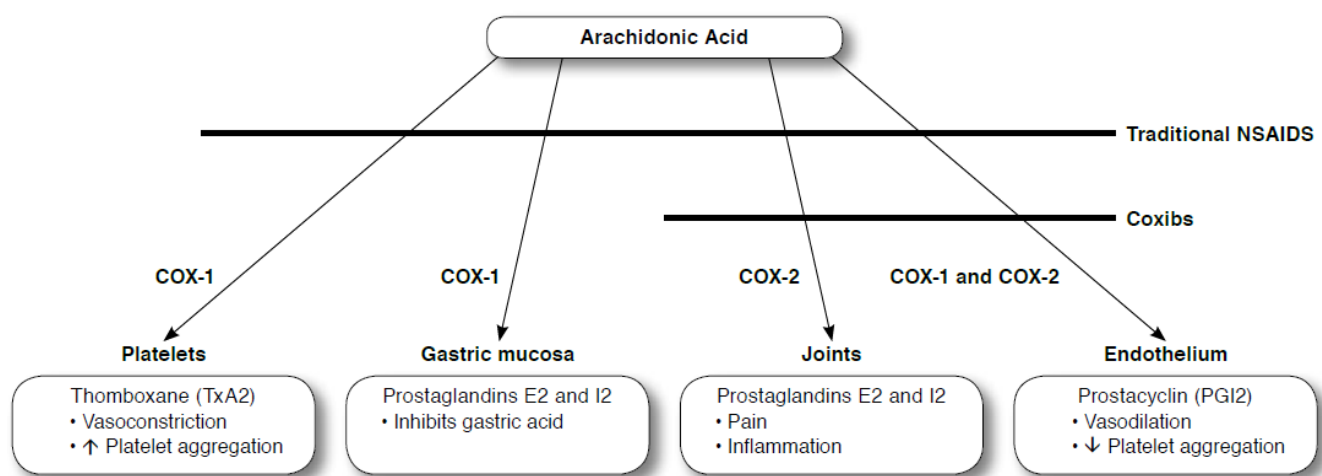 Arachidonic Acid
Traditional NSAIDS
Coxibs
COX-1
COX-1
COX-2
COX-1 and COX-2
Platelets
Gastric mucosa
Joints
Endothelium
Thomboxane (TxA2)
• Vasoconstriction
• ↑ Platelet aggregation
Prostaglandins E2 and I2
• Inhibits gastric acid
Prostaglandins E2 and I2
• Pain
• Inflammation
Prostacyclin (PGI2)
• Vasodilation
• ↓ Platelet aggregation